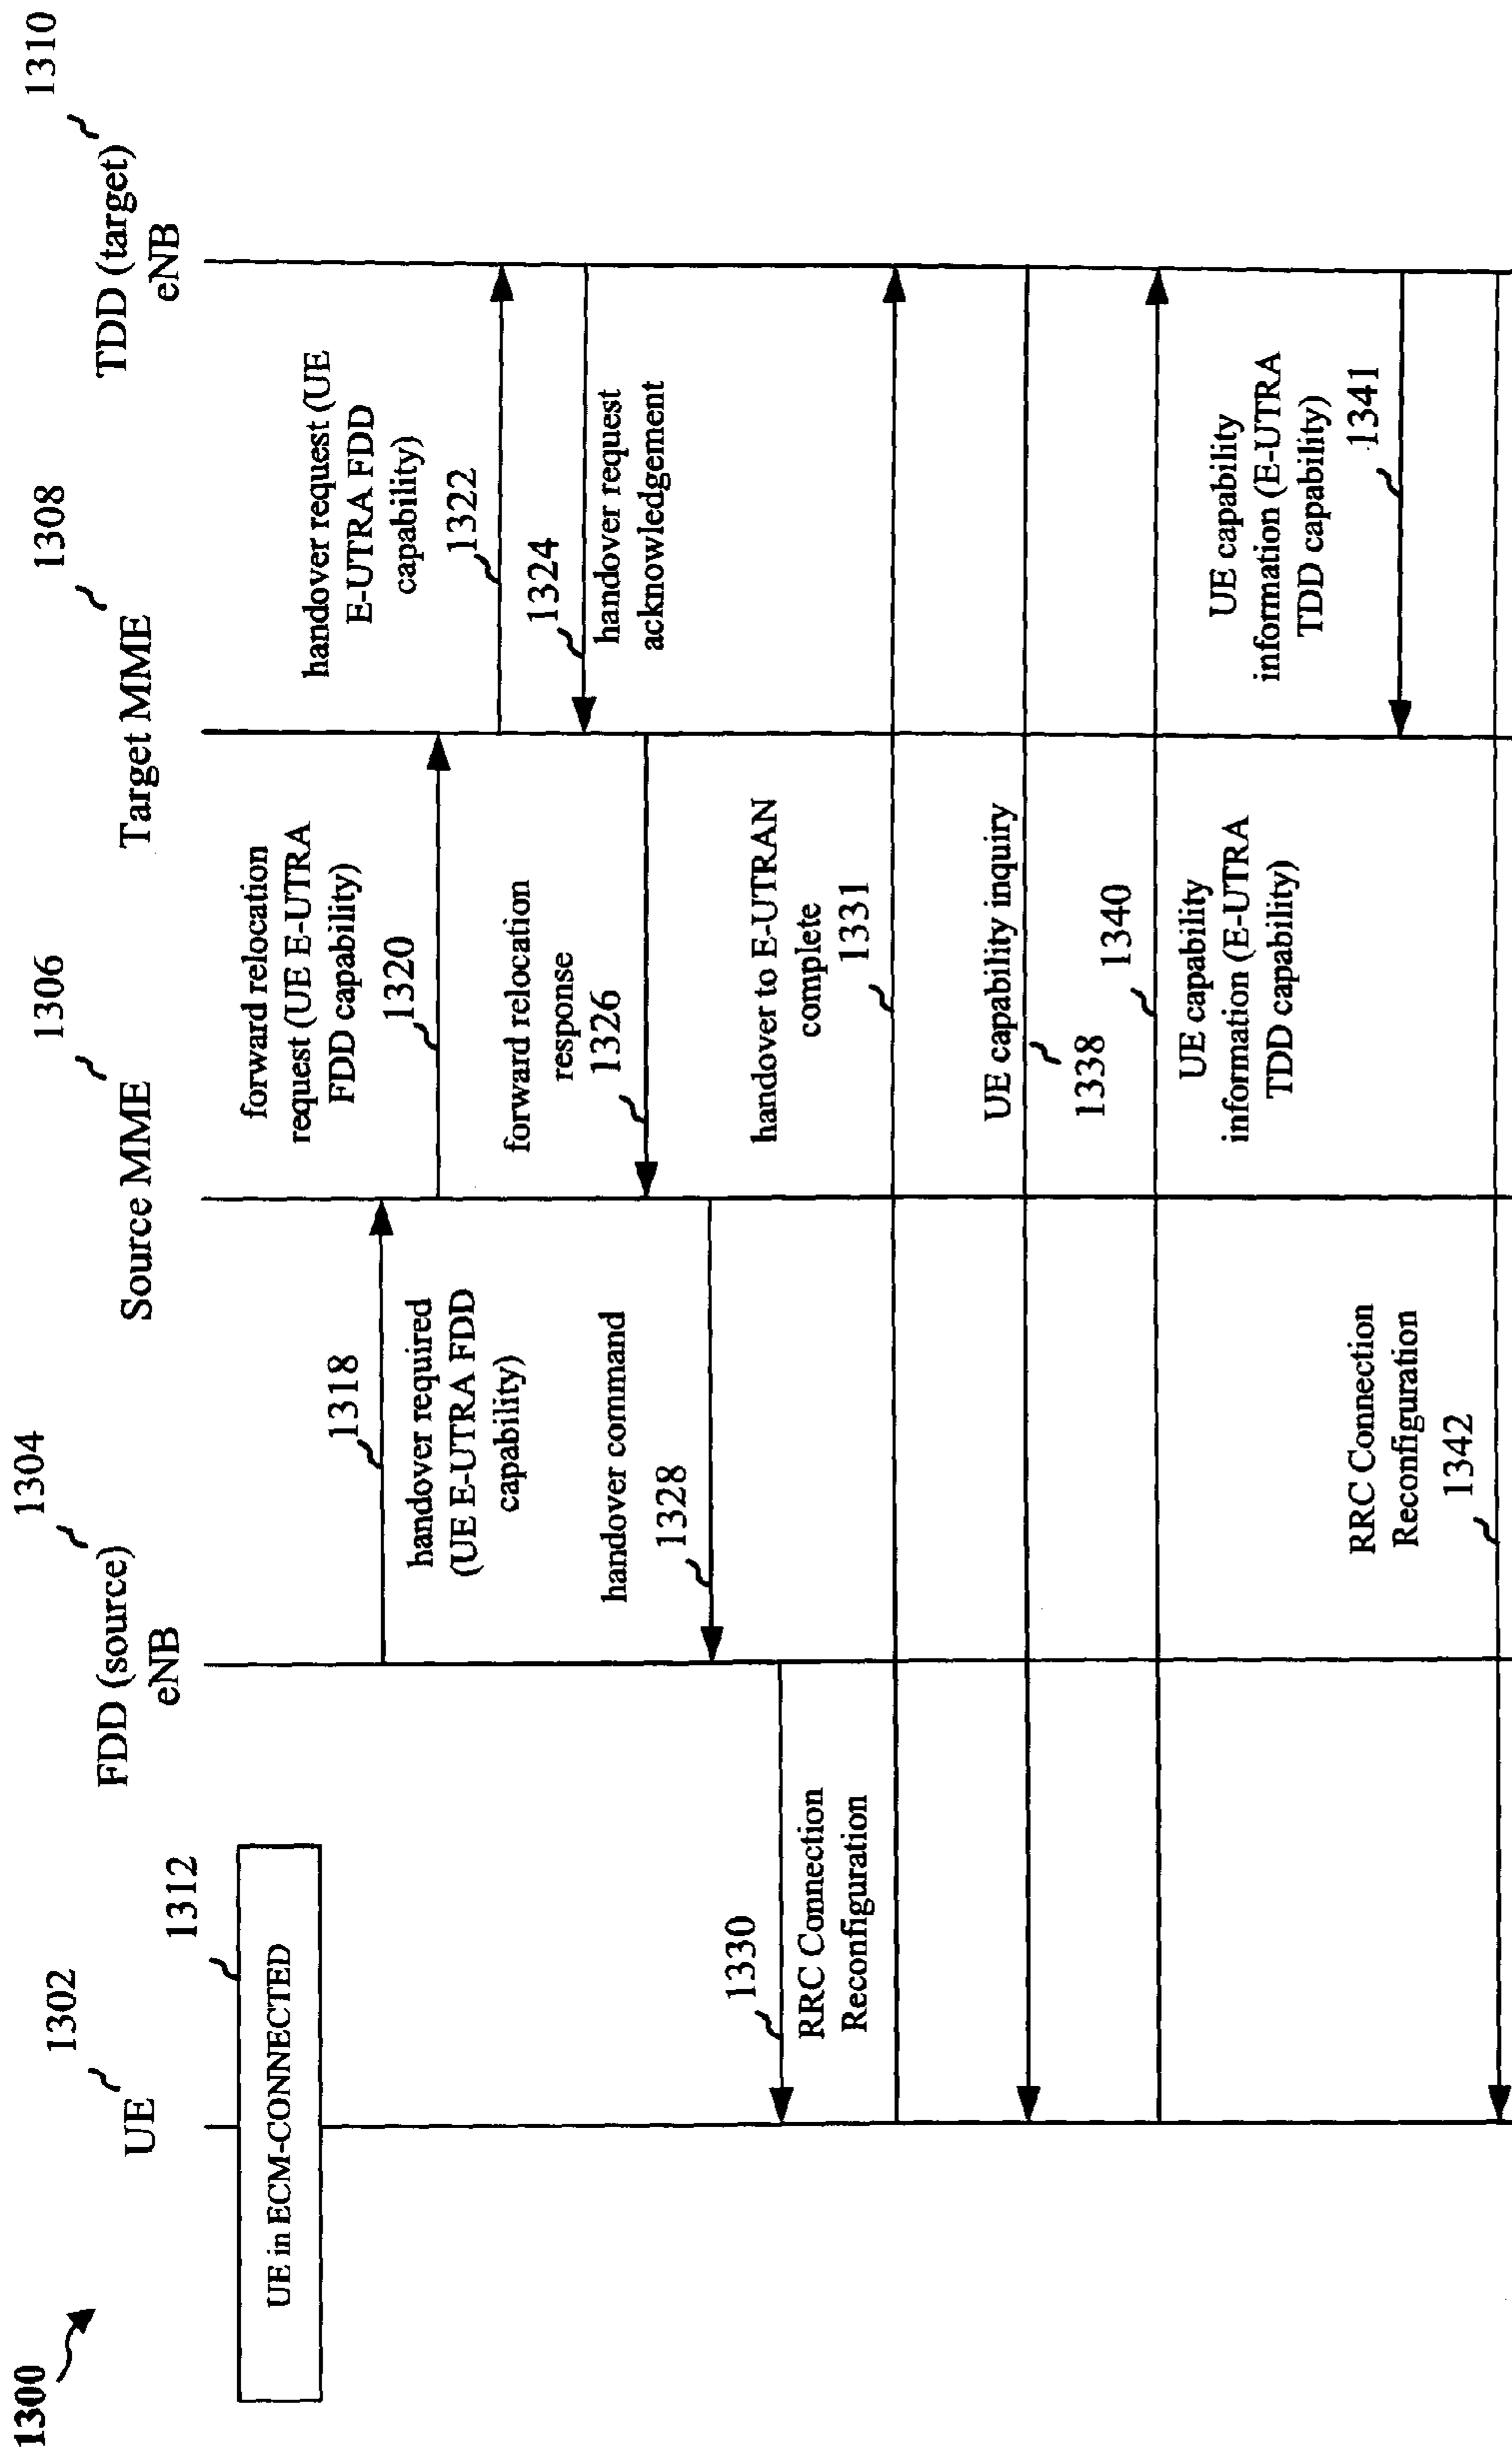 1300
UE
1302
FDD (source)
eNB
1304
Source MME
1306
Target MME
1308
TDD (target)
eNB
1310
UE in ECM-CONNECTED
1312
1318
handover required
(UE E-UTRA FDD
capability)
forward relocation
request (UE E-UTRA
FDD capability)
1320
handover request (UE
E-UTRA FDD
capability)
1322
1324
handover request
acknowledgement
forward relocation
response
1326
handover command
1328
1330
RRC Connection
Reconfiguration
handover to E-UTRAN
complete
1331
UE capability inquiry
1338
1340
UE capability
information (E-UTRA
TDD capability)
UE capability
information (E-UTRA
TDD capability)
1341
RRC Connection
Reconfiguration
1342